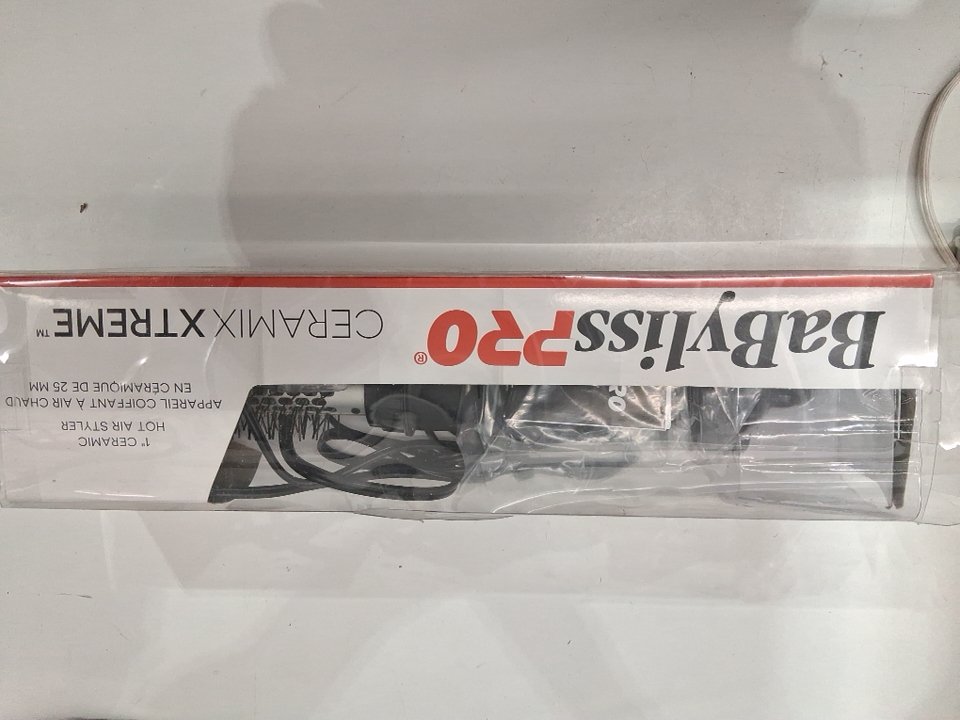 BaBylissPRO® CERAMIX XTREME™
1" CERAMIC
HOT AIR STYLER
APPAREIL COIFFANT À AIR CHAUD
EN CÉRAMIQUE DE 25 MM